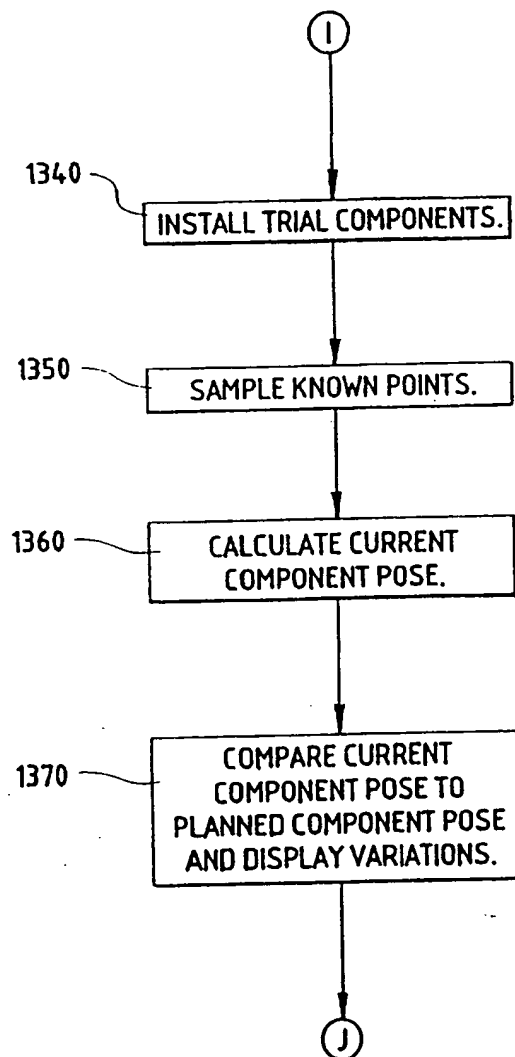 I
1340
INSTALL TRIAL COMPONENTS.
1350
SAMPLE KNOWN POINTS.
1360
CALCULATE CURRENT
COMPONENT POSE.
1370
COMPARE CURRENT
COMPONENT POSE TO
PLANNED COMPONENT POSE
AND DISPLAY VARIATIONS.
J